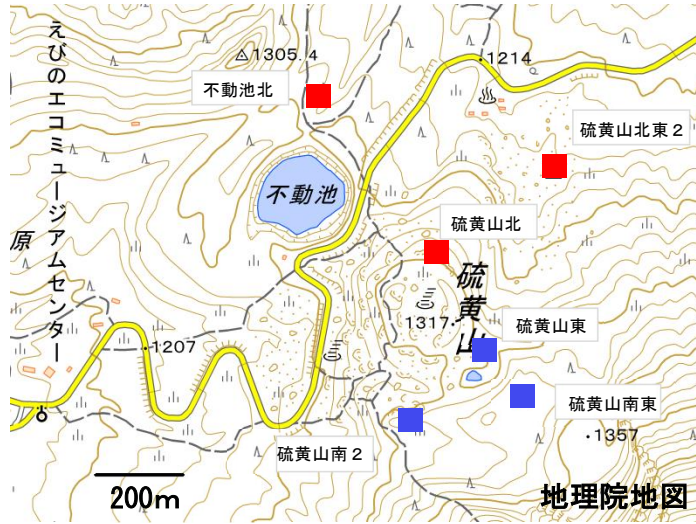 えびのエコミュージアムセンター
1305.4
1214
不動池北
硫黄山北東2
不動池
硫黄山北
原
硫黄山
1317
硫黄山東
1207
硫黄山南東
1357
硫黄山南2
200m
地理院地図